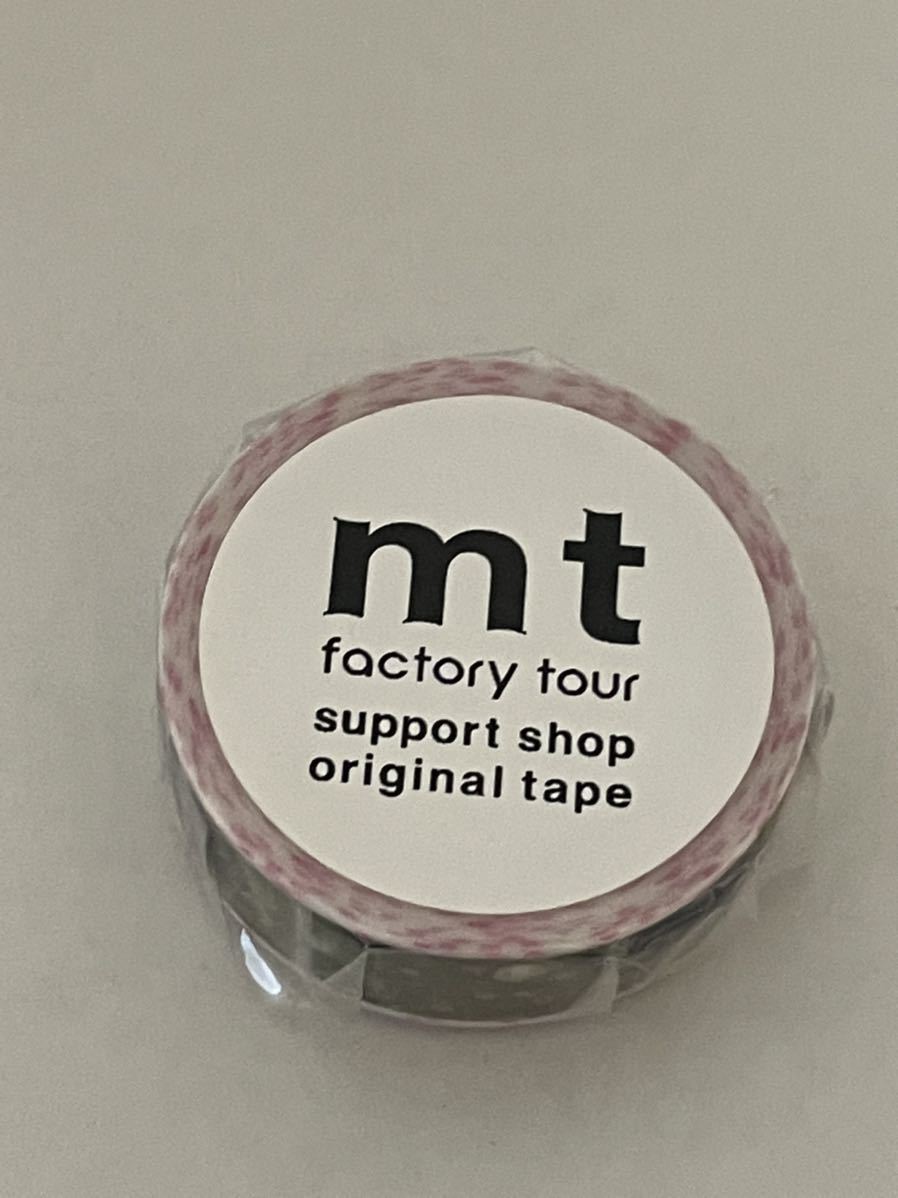 mt
factory tour
support shop
original tape